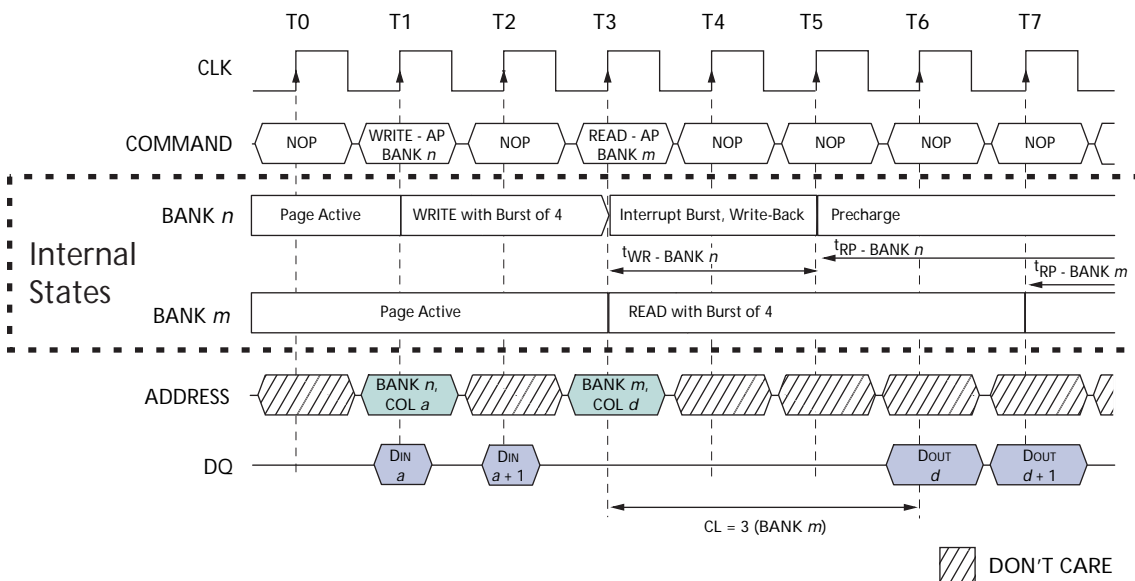 T0 T1 T2 T3 T4 T5 T6 T7
CLK
COMMAND NOP WRITE - AP BANK n NOP READ - AP BANK m NOP NOP NOP NOP
Internal States
BANK n Page Active WRITE with Burst of 4 Interrupt Burst, Write-Back Precharge
tWR - BANK n tRP - BANK n
tRP - BANK m
BANK m Page Active READ with Burst of 4
ADDRESS BANK n, COL a BANK m, COL d
DQ DIN a DIN a + 1 DOUT d DOUT d + 1
CL = 3 (BANK m)
DON'T CARE